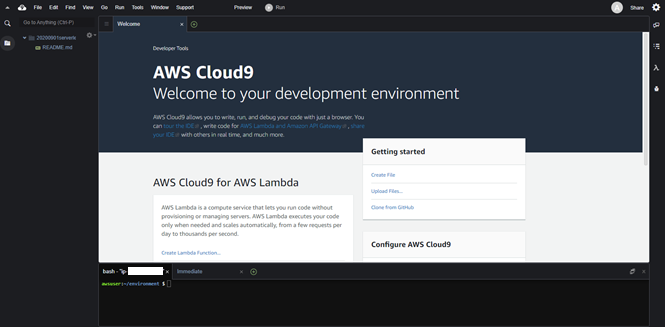 File Edit Find View Go Run Tools Window Support Preview Run
A Share
Go to Anything (Ctrl-P)
Welcome
README.md
Developer Tools
AWS Cloud9
Welcome to your development environment
AWS Cloud9 allows you to write, run, and debug your code with just a browser. You
can tour the IDE, write code for AWS Lambda and Amazon API Gateway, share
your IDE with others in real time, and much more.
Getting started
Create File
Upload Files...
Clone from GitHub
AWS Cloud9 for AWS Lambda
AWS Lambda is a compute service that lets you run code without
provisioning or managing servers. AWS Lambda executes your code
only when needed and scales automatically, from a few requests per
day to thousands per second.
Create Lambda Function...
Configure AWS Cloud9
bash - "ip-
Immediate
awsuser:~/environment $